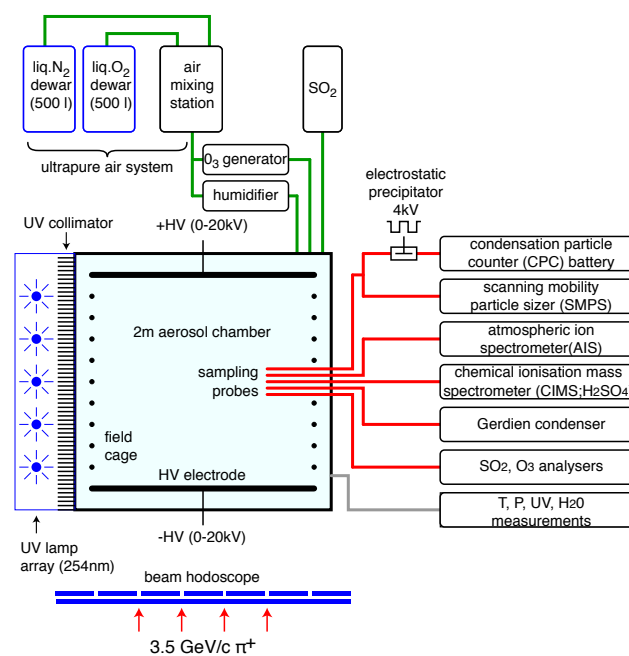 liq.N2
dewar
(500 l)
liq.O2
dewar
(500 l)
air
mixing
station
SO2
ultrapure air system
03 generator
humidifier
electrostatic
precipitator
4kV
UV collimator
+HV (0-20kV)
condensation particle
counter (CPC) battery
scanning mobility
particle sizer (SMPS)
2m aerosol chamber
atmospheric ion
spectrometer(AIS)
sampling
probes
chemical ionisation mass
spectrometer (CIMS;H2SO4
Gerdien condenser
field
cage
HV electrode
SO2, O3 analysers
T, P, UV, H20
measurements
-HV (0-20kV)
UV lamp
array (254nm)
beam hodoscope
3.5 GeV/c π+